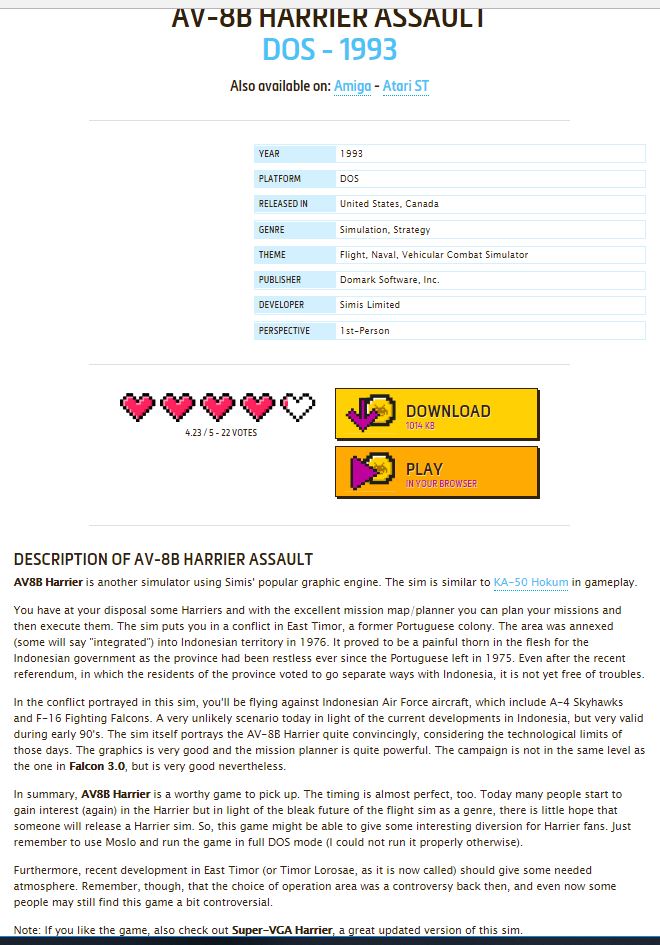 AV-8B HARRIER ASSAULT
DOS - 1993
Also available on: Amiga - Atari ST
YEAR 1993
PLATFORM DOS
RELEASED IN United States, Canada
GENRE Simulation, Strategy
THEME Flight, Naval, Vehicular Combat Simulator
PUBLISHER Domark Software, Inc.
DEVELOPER Simis Limited
PERSPECTIVE 1st-Person
4.23 / 5 - 22 VOTES
DOWNLOAD
1014 KB
PLAY
IN YOUR BROWSER
DESCRIPTION OF AV-8B HARRIER ASSAULT
AV8B Harrier is another simulator using Simis' popular graphic engine. The sim is similar to KA-50 Hokum in gameplay.
You have at your disposal some Harriers and with the excellent mission map/planner you can plan your missions and
then execute them. The sim puts you in a conflict in East Timor, a former Portuguese colony. The area was annexed
(some will say "integrated") into Indonesian territory in 1976. It proved to be a painful thorn in the flesh for the
Indonesian government as the province had been restless ever since the Portuguese left in 1975. Even after the recent
referendum, in which the residents of the province voted to go separate ways with Indonesia, it is not yet free of troubles.
In the conflict portrayed in this sim, you'll be flying against Indonesian Air Force aircraft, which include A-4 Skyhawks
and F-16 Fighting Falcons. A very unlikely scenario today in light of the current developments in Indonesia, but very valid
during early 90's. The sim itself portrays the AV-8B Harrier quite convincingly, considering the technological limits of
those days. The graphics is very good and the mission planner is quite powerful. The campaign is not in the same level as
the one in Falcon 3.0, but is very good nevertheless.
In summary, AV8B Harrier is a worthy game to pick up. The timing is almost perfect, too. Today many people start to
gain interest (again) in the Harrier but in light of the bleak future of the flight sim as a genre, there is little hope that
someone will release a Harrier sim. So, this game might be able to give some interesting diversion for Harrier fans. Just
remember to use Moslo and run the game in full DOS mode (I could not run it properly otherwise).
Furthermore, recent development in East Timor (or Timor Lorosae, as it is now called) should give some needed
atmosphere. Remember, though, that the choice of operation area was a controversy back then, and even now some
people may still find this game a bit controversial.
Note: If you like the game, also check out Super-VGA Harrier, a great updated version of this sim.